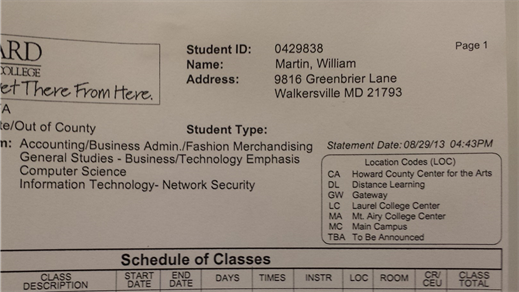 Page 1
ARD
COLLEGE
et There From Here.
Student ID: 0429838
Name: Martin, William
Address: 9816 Greenbrier Lane
Walkersville MD 21793
/A
te/Out of County
Student Type:
n: Accounting/Business Admin./Fashion Merchandising
General Studies - Business/Technology Emphasis
Computer Science
Information Technology- Network Security
Statement Date:08/29/13 04:43PM
Location Codes (LOC)
CA Howard County Center for the Arts
DL Distance Learning
GW Gateway
LC Laurel College Center
MA Mt. Airy College Center
MC Main Campus
TBA To Be Announced
Schedule of Classes
CLASS DESCRIPTION START DATE END DATE DAYS TIMES INSTR LOC ROOM CR/ CEU CLASS TOTAL